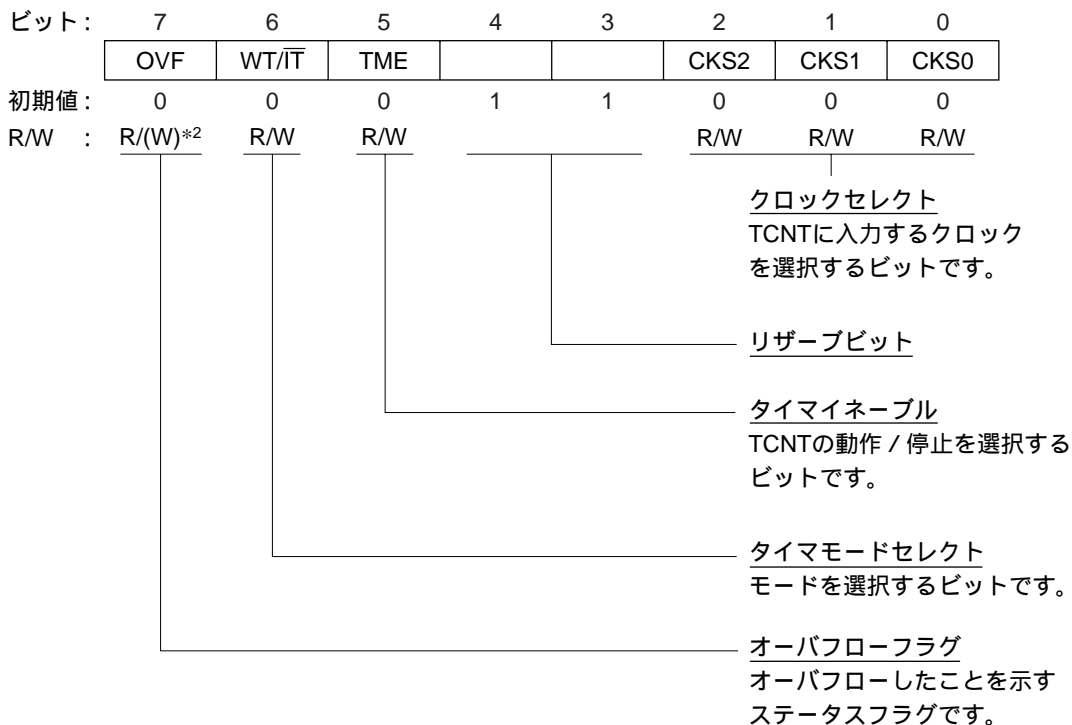 ビット： 7 6 5 4 3 2 1 0
OVF WT/I̅T̅ TME CKS2 CKS1 CKS0
初期値： 0 0 0 1 1 0 0 0
R/W ： R/(W)*2 R/W R/W R/W R/W R/W
クロックセレクト
TCNTに入力するクロック
を選択するビットです。
リザーブビット
タイマイネーブル
TCNTの動作／停止を選択する
ビットです。
タイマモードセレクト
モードを選択するビットです。
オーバフローフラグ
オーバフローしたことを示す
ステータスフラグです。